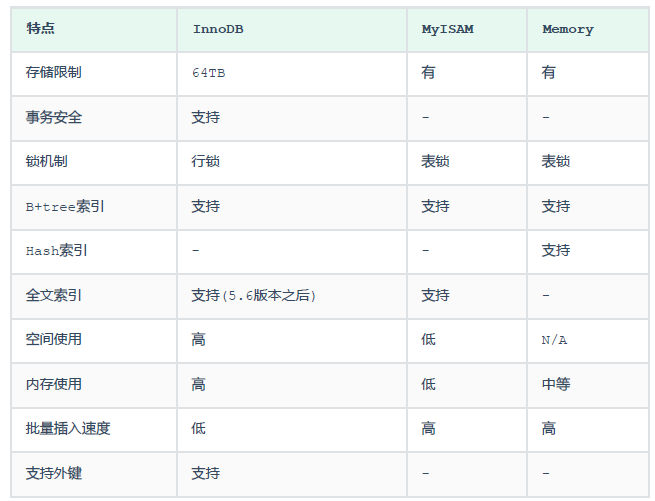 特点 InnoDB MyISAM Memory
存储限制 64TB 有 有
事务安全 支持 - -
锁机制 行锁 表锁 表锁
B+tree索引 支持 支持 支持
Hash索引 - - 支持
全文索引 支持(5.6版本之后) 支持 -
空间使用 高 低 N/A
内存使用 高 低 中等
批量插入速度 低 高 高
支持外键 支持 - -